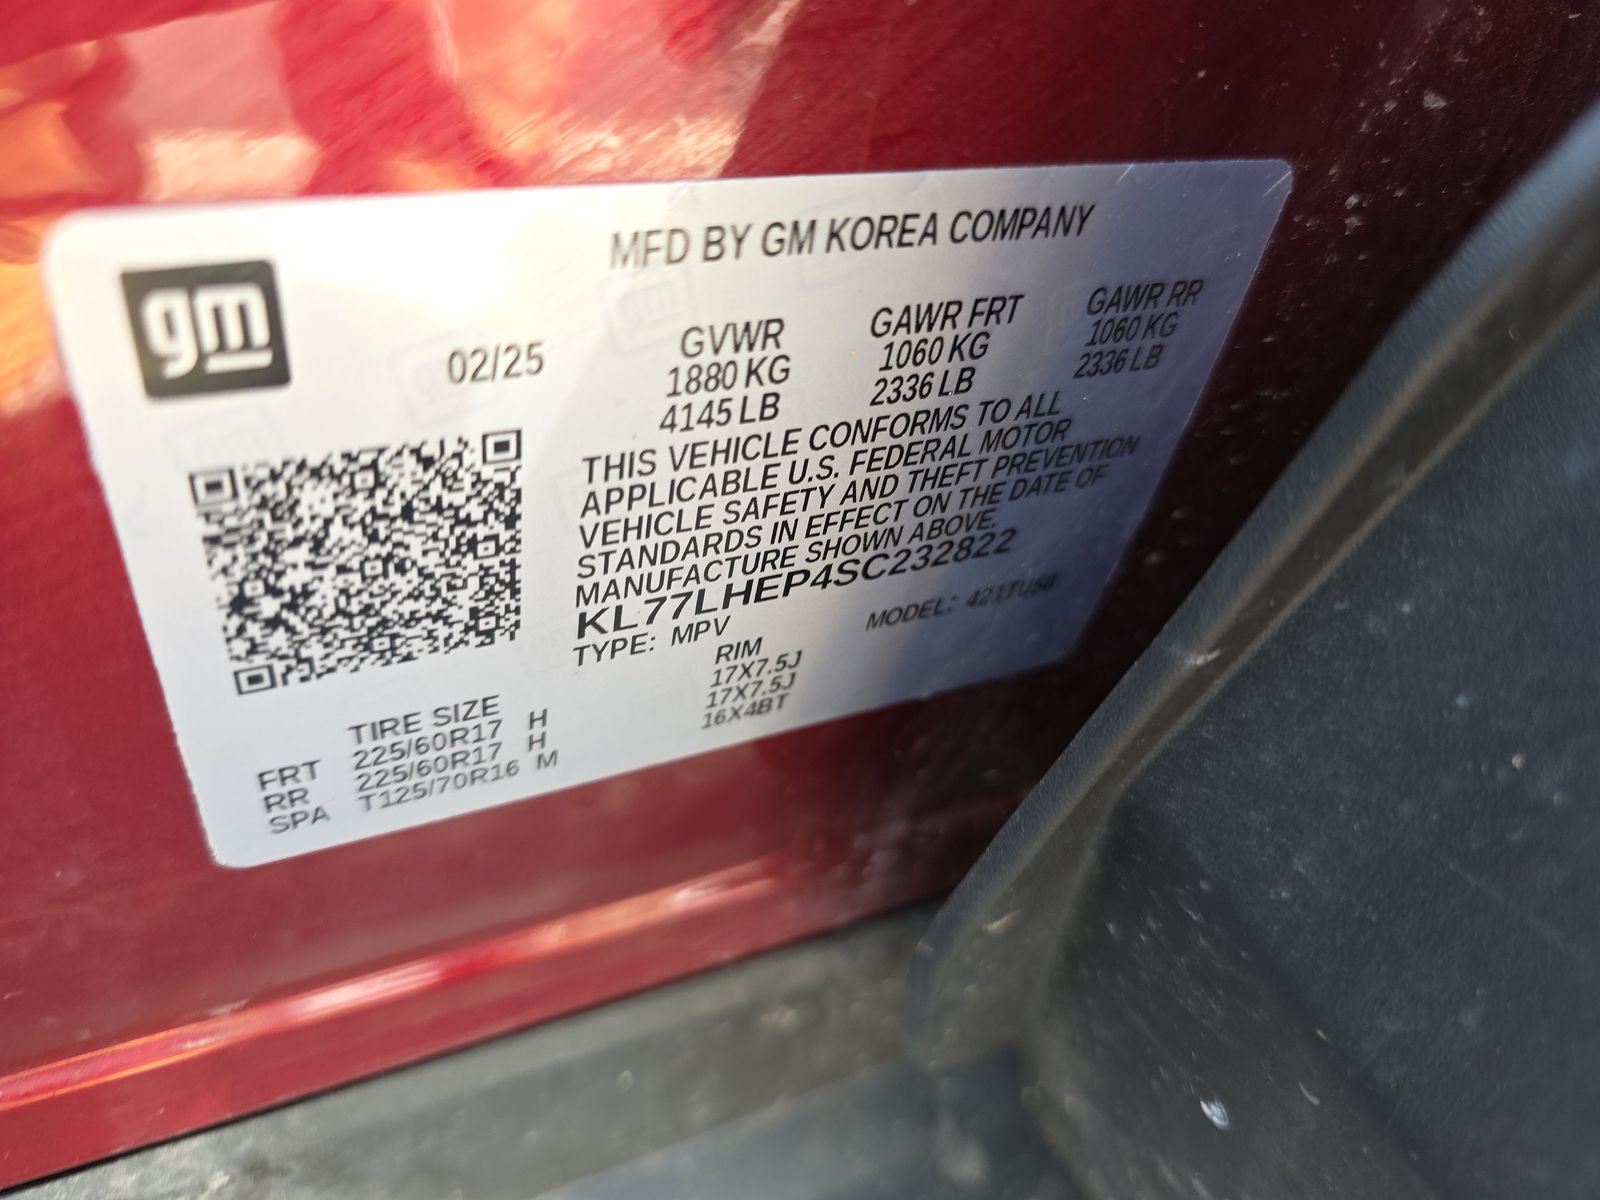 MFD BY GM KOREA COMPANY
gm
02/25
GVWR GAWR FRT GAWR RR
1880 KG 1060 KG 1060 KG
4145 LB 2336 LB 2336 LB
THIS VEHICLE CONFORMS TO ALL
APPLICABLE U.S. FEDERAL MOTOR
VEHICLE SAFETY AND THEFT PREVENTION
STANDARDS IN EFFECT ON THE DATE OF
MANUFACTURE SHOWN ABOVE.
KL77LHEP4SC232822
TYPE: MPV MODEL:
TIRE SIZE RIM
FRT 225/60R17 H 17X7.5J
RR 225/60R17 H 17X7.5J
SPA T125/70R16 M 16X4BT